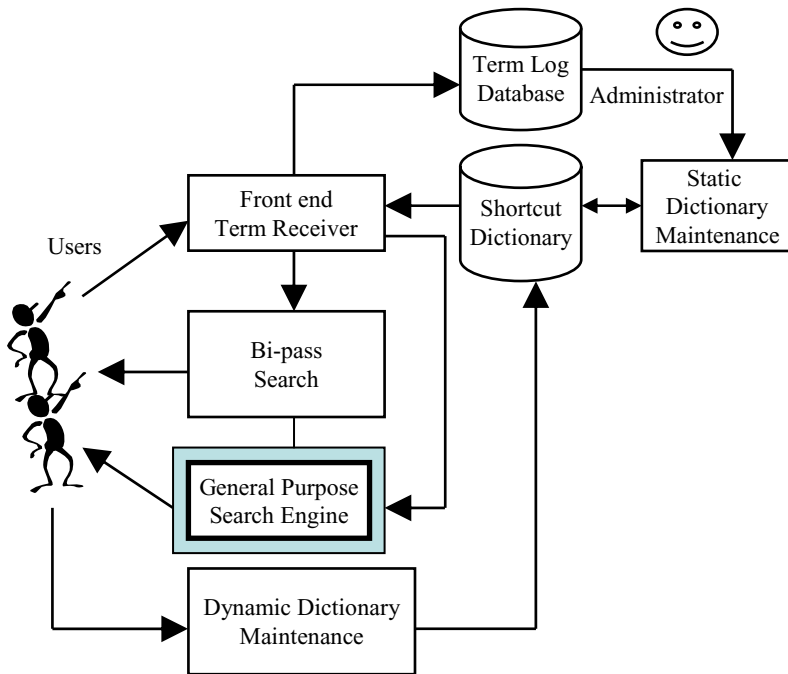 Term Log
Database
Administrator
Front end
Term Receiver
Shortcut
Dictionary
Static
Dictionary
Maintenance
Users
Bi-pass
Search
General Purpose
Search Engine
Dynamic Dictionary
Maintenance